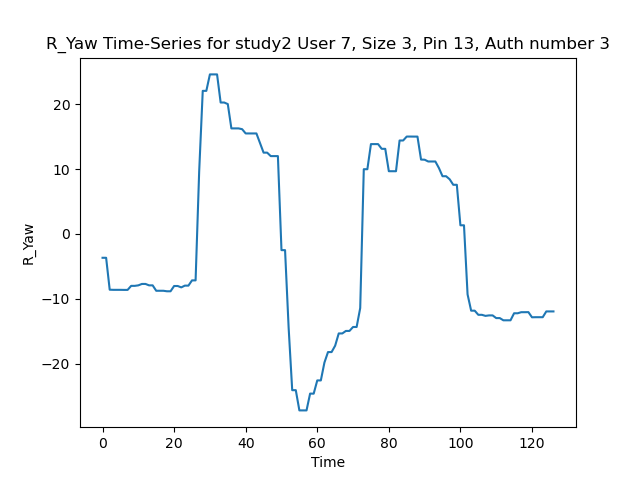 R_Yaw Time-Series for study2 User 7, Size 3, Pin 13, Auth number 3
20
10
0
−10
−20
R_Yaw
0 20 40 60 80 100 120
Time